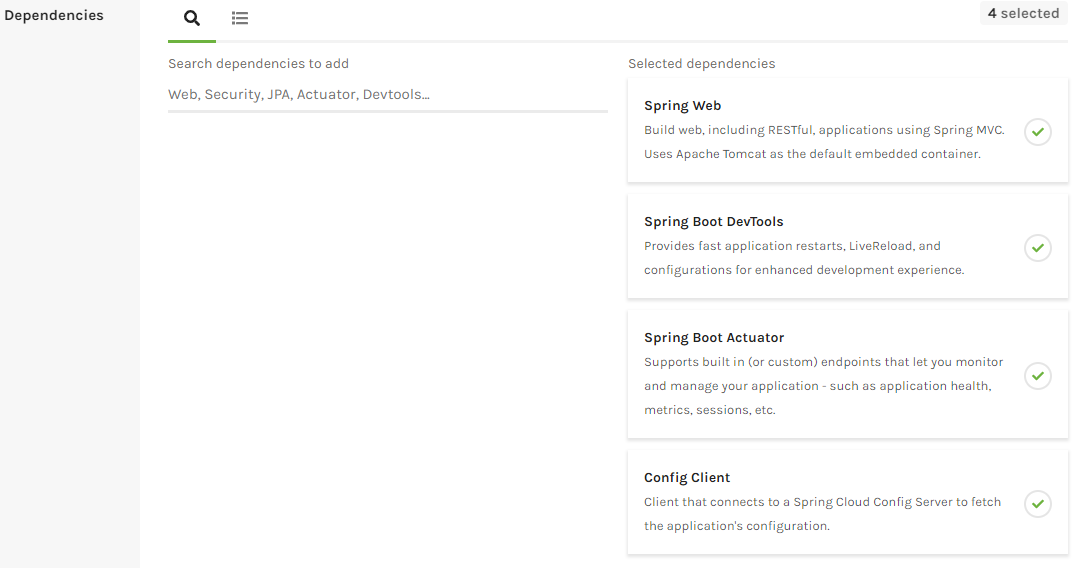 Dependencies
4 selected
Search dependencies to add
Web, Security, JPA, Actuator, Devtools...
Selected dependencies
Spring Web
Build web, including RESTful, applications using Spring MVC.
Uses Apache Tomcat as the default embedded container.
Spring Boot DevTools
Provides fast application restarts, LiveReload, and
configurations for enhanced development experience.
Spring Boot Actuator
Supports built in (or custom) endpoints that let you monitor
and manage your application - such as application health,
metrics, sessions, etc.
Config Client
Client that connects to a Spring Cloud Config Server to fetch
the application's configuration.